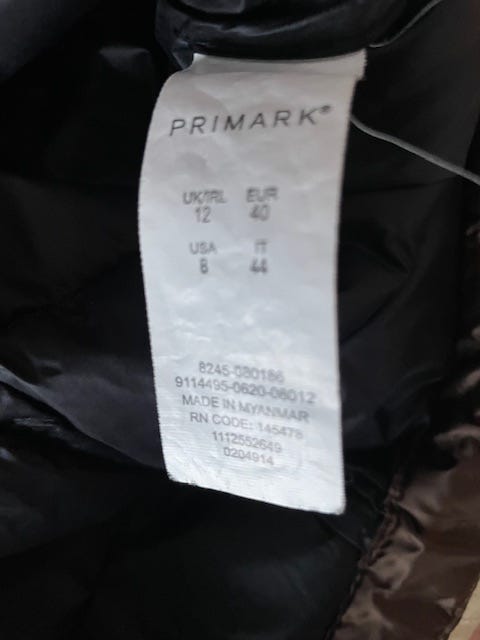 PRIMARK®
UK/IRL EUR
12 40
USA IT
8 44
8245-080186
9114495-0620-06012
MADE IN MYANMAR
RN CODE: 145478
1112552649
0204914